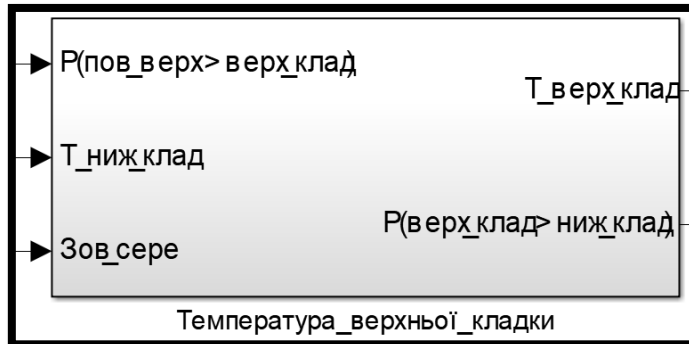 P(пов_верх> верх_клад)
T_верх_клад
T_ниж_клад
P(верх_клад> ниж_клад)
Зов_сере
Температура_верхньої_кладки